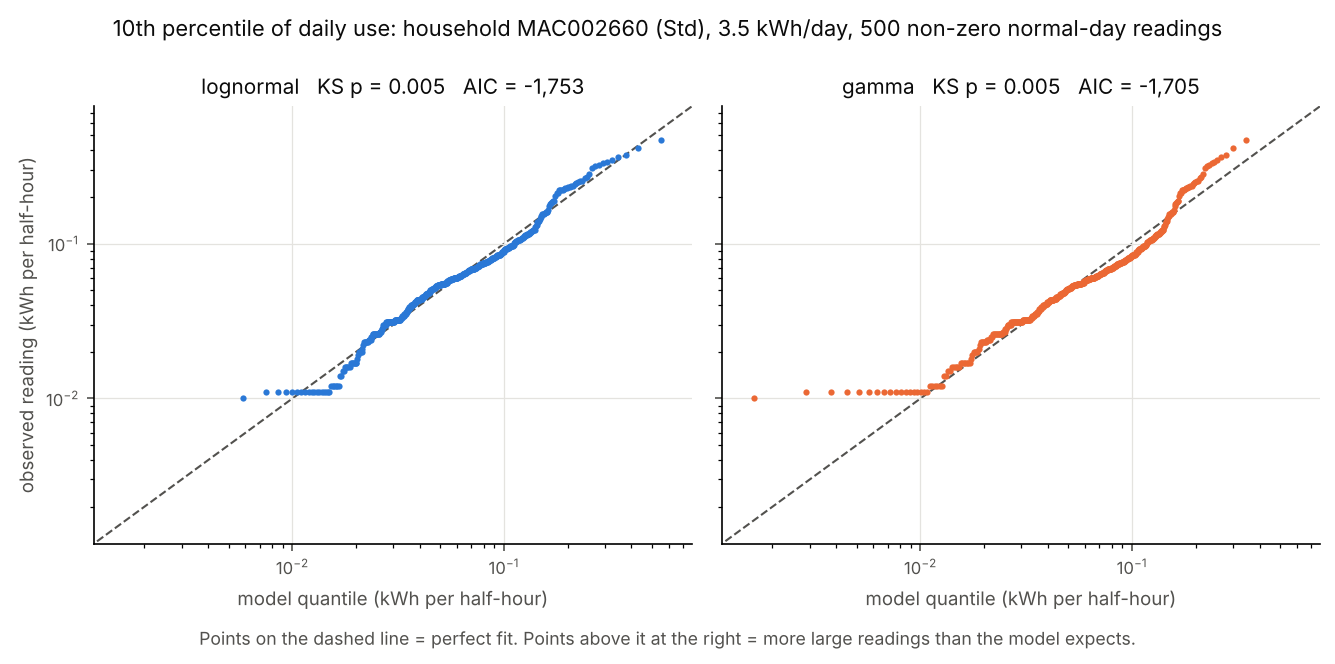 10th percentile of daily use: household MAC002660 (Std), 3.5 kWh/day, 500 non-zero normal-day readings
lognormal   KS p = 0.005   AIC = -1,753
gamma   KS p = 0.005   AIC = -1,705
observed reading (kWh per half-hour)
10⁻¹
10⁻²
10⁻²
10⁻¹
10⁻²
10⁻¹
model quantile (kWh per half-hour)
model quantile (kWh per half-hour)
Points on the dashed line = perfect fit. Points above it at the right = more large readings than the model expects.